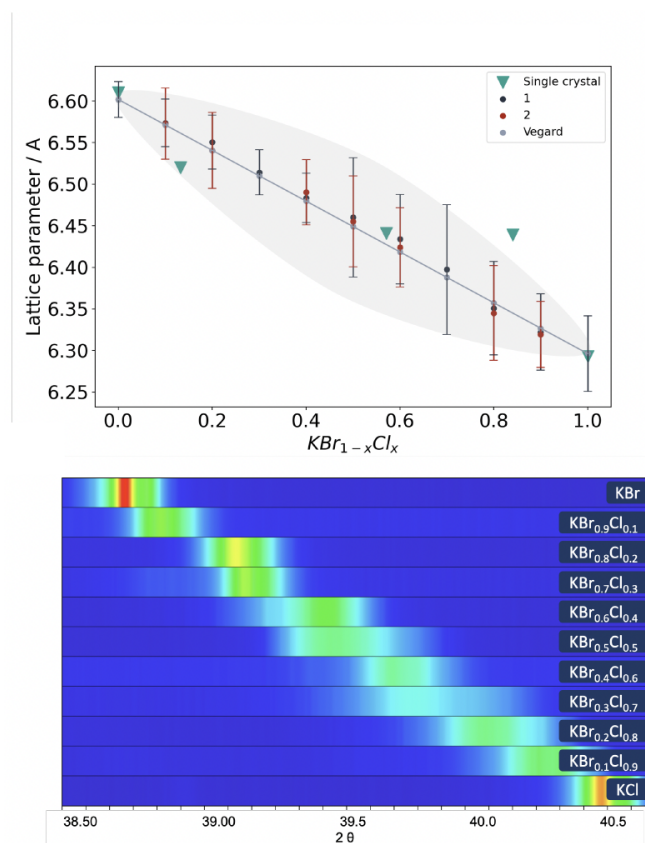 Single crystal
1
2
Vegard
6.60
6.55
6.50
6.45
6.40
6.35
6.30
6.25
Lattice parameter / A
0.0 0.2 0.4 0.6 0.8 1.0
KBr₁₋ₓClₓ
KBr
KBr₀.₉Cl₀.₁
KBr₀.₈Cl₀.₂
KBr₀.₇Cl₀.₃
KBr₀.₆Cl₀.₄
KBr₀.₅Cl₀.₅
KBr₀.₄Cl₀.₆
KBr₀.₃Cl₀.₇
KBr₀.₂Cl₀.₈
KBr₀.₁Cl₀.₉
KCl
38.50 39.00 39.5 40.0 40.5
2 θ